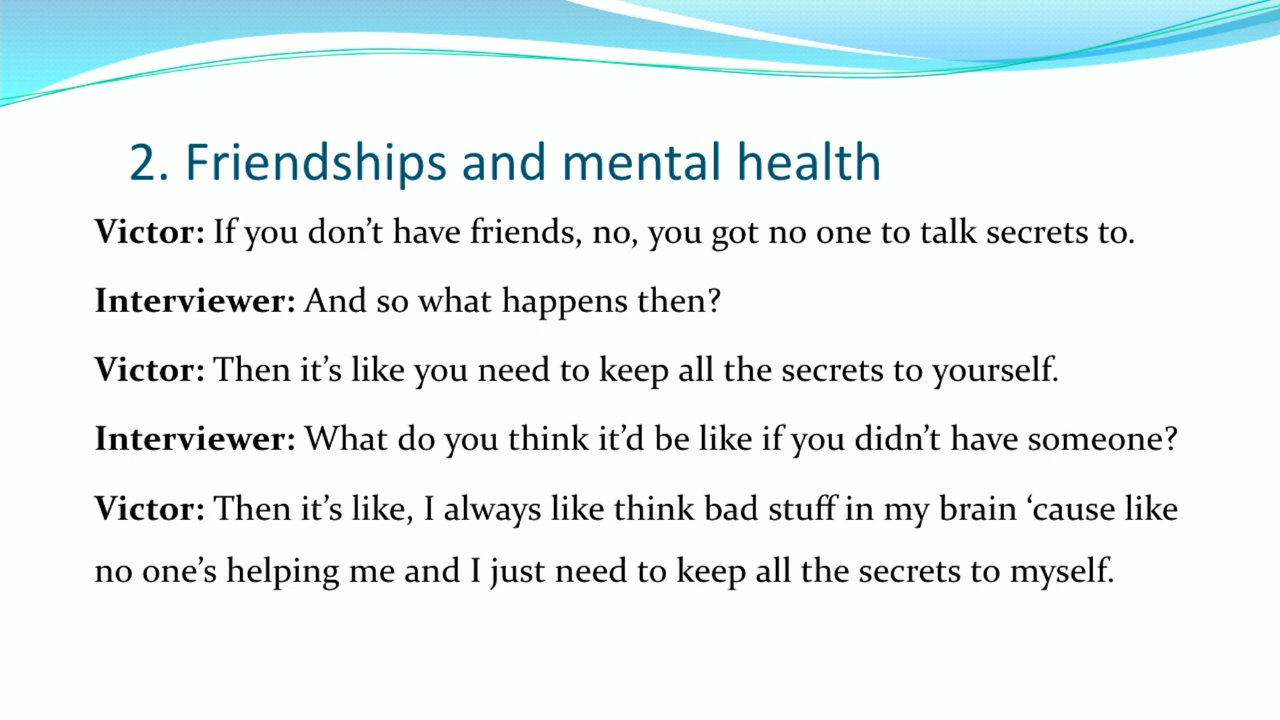 2. Friendships and mental health
Victor: If you don’t have friends, no, you got no one to talk secrets to.
Interviewer: And so what happens then?
Victor: Then it’s like you need to keep all the secrets to yourself.
Interviewer: What do you think it’d be like if you didn’t have someone?
Victor: Then it’s like, I always like think bad stuff in my brain ‘cause like
no one’s helping me and I just need to keep all the secrets to myself.